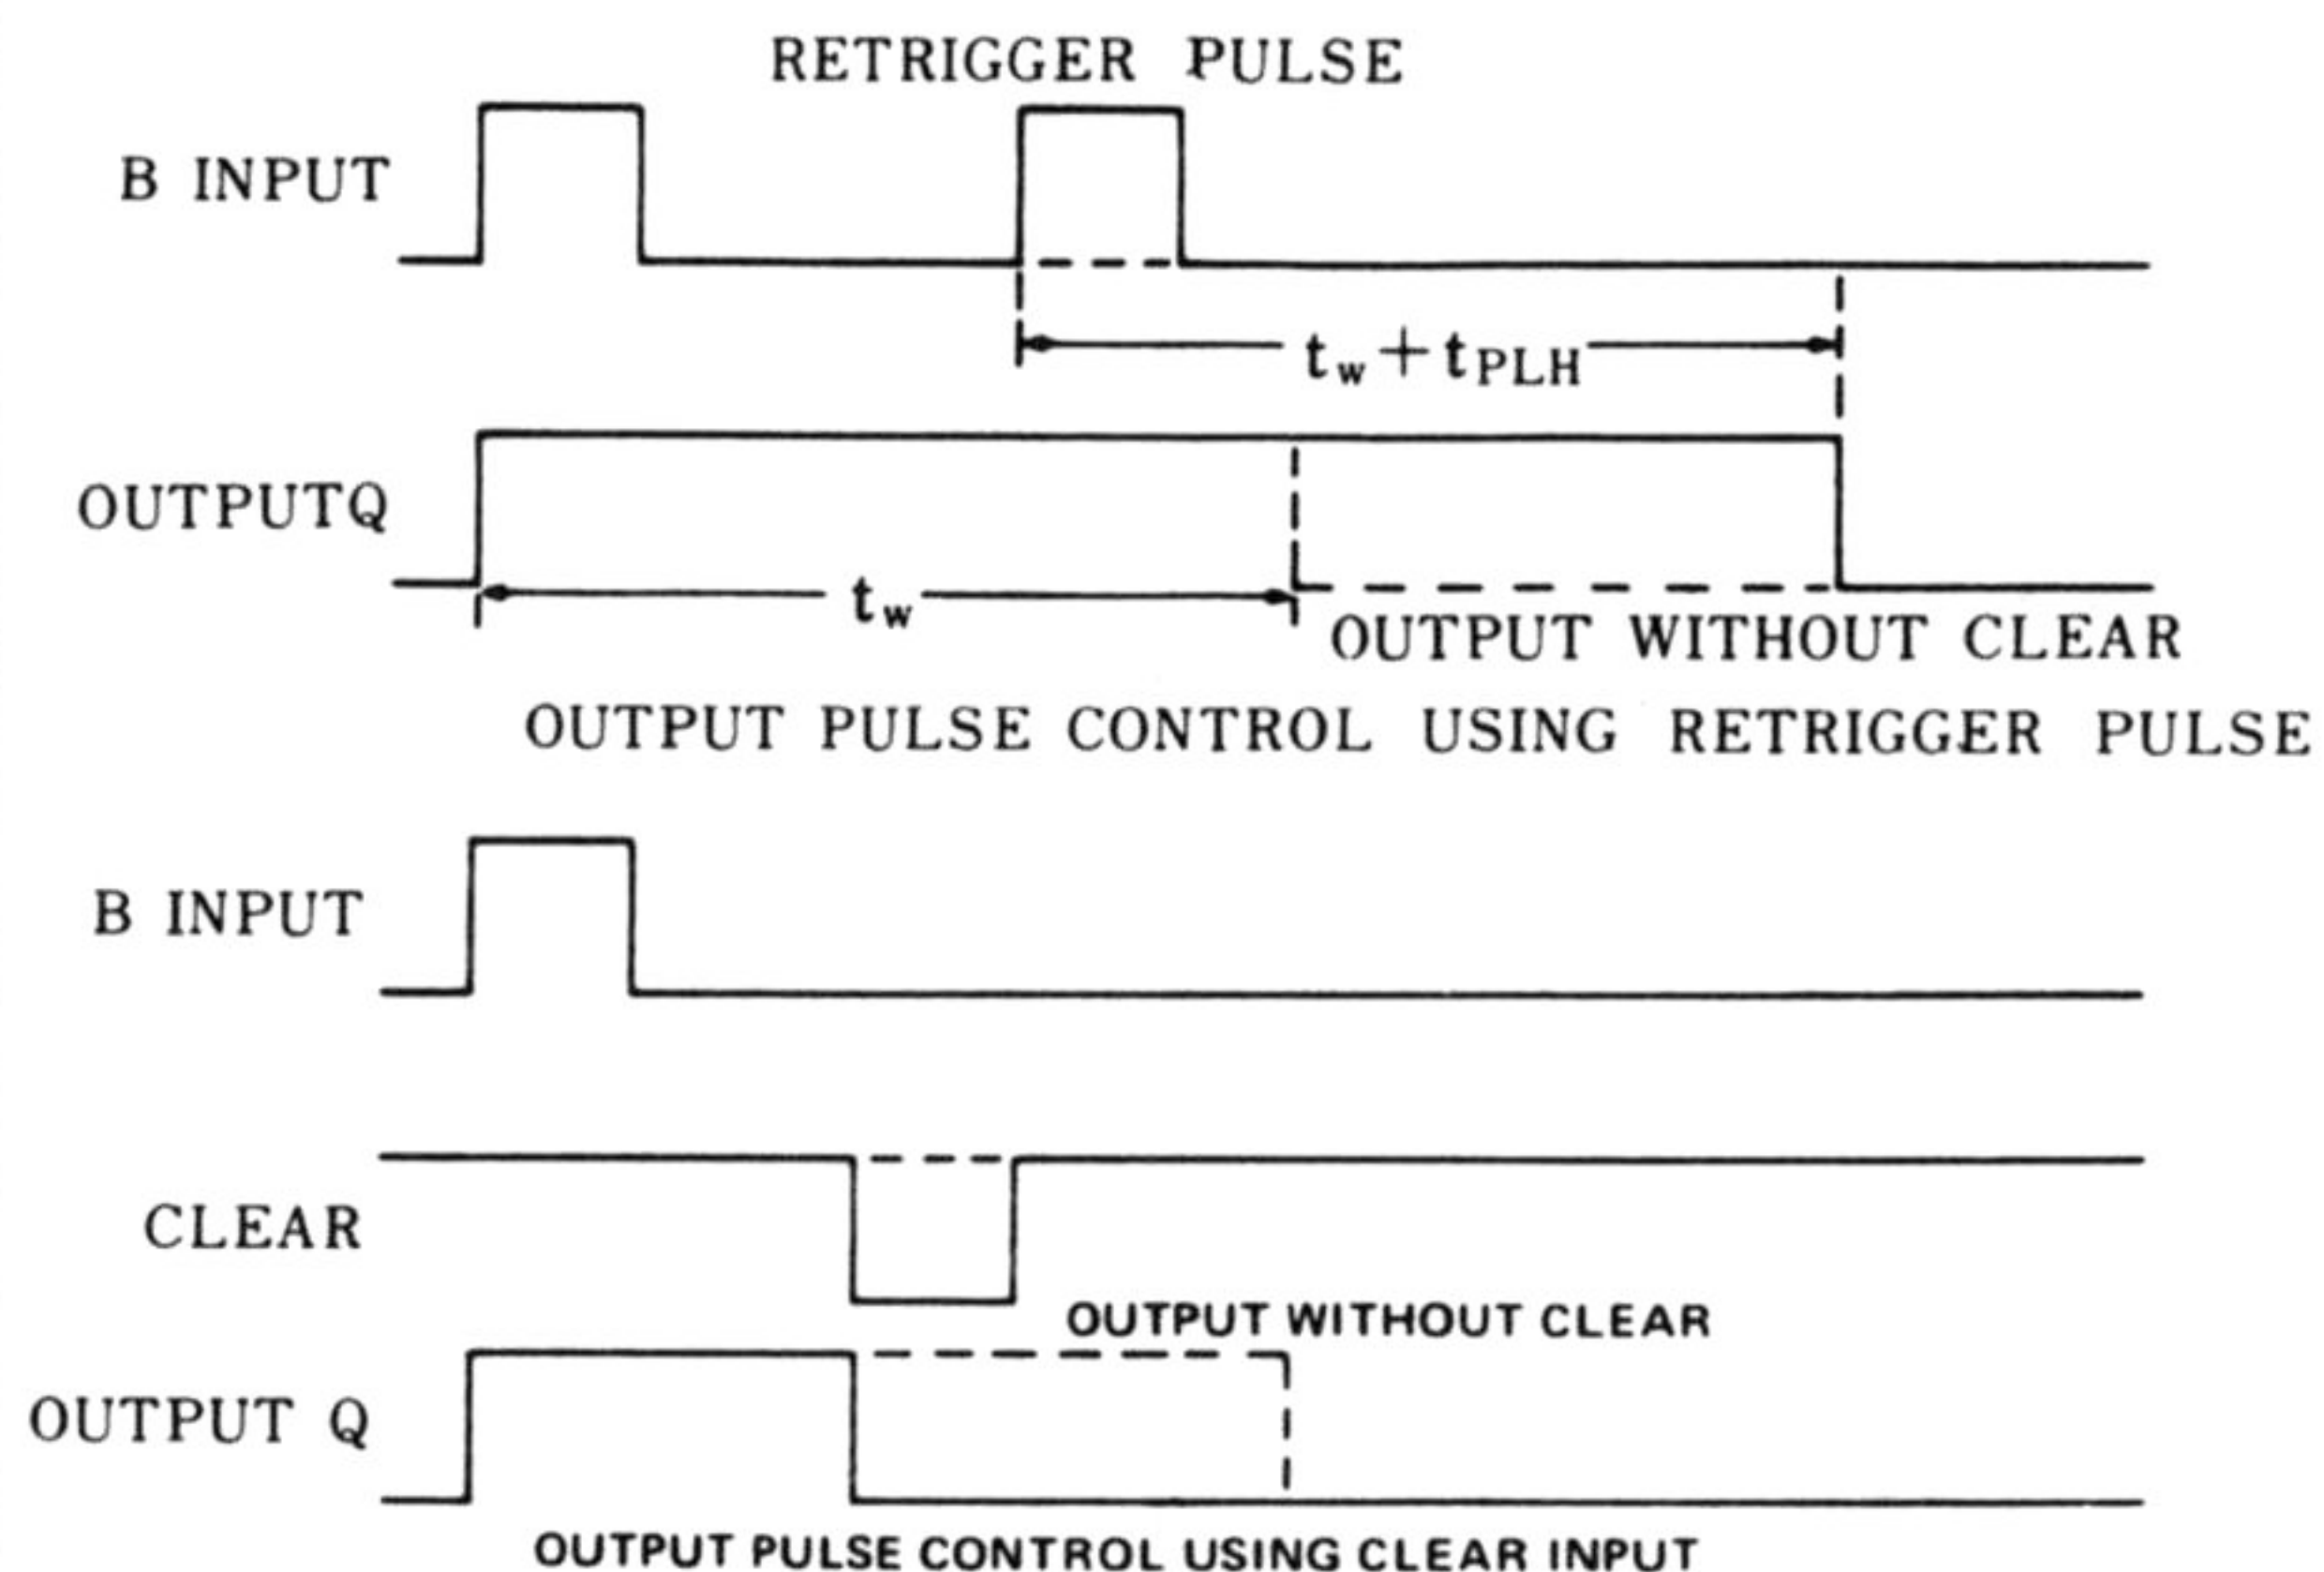 RETRIGGER PULSE
B INPUT
tw+tPLH
OUTPUTQ
tw
OUTPUT WITHOUT CLEAR
OUTPUT PULSE CONTROL USING RETRIGGER PULSE
B INPUT
CLEAR
OUTPUT WITHOUT CLEAR
OUTPUT Q
OUTPUT PULSE CONTROL USING CLEAR INPUT